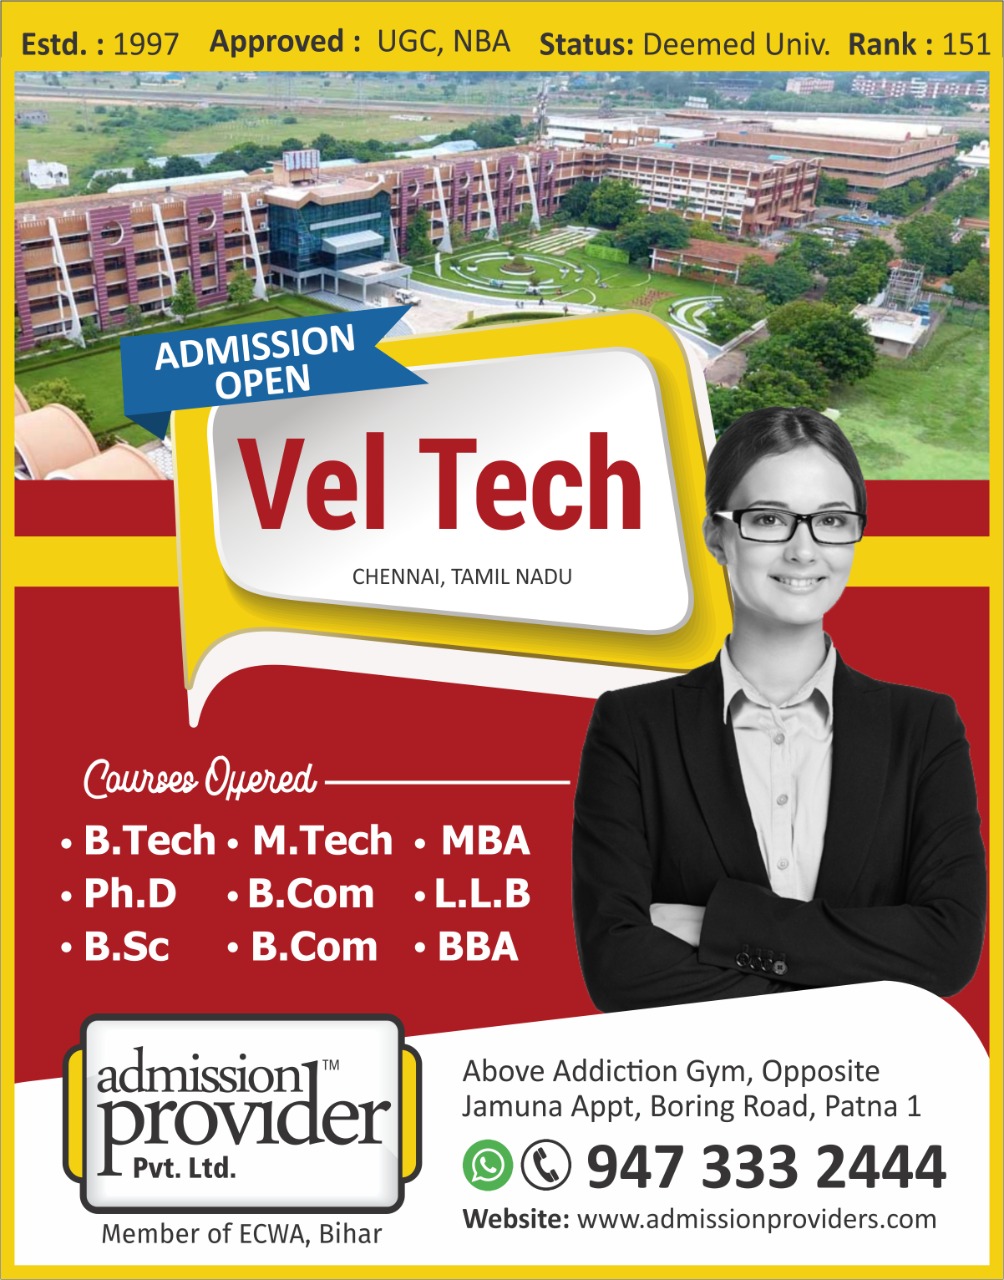 Estd. : 1997 Approved : UGC, NBA Status: Deemed Univ. Rank : 151
ADMISSION
OPEN
Vel Tech
CHENNAI, TAMIL NADU
Courses Offered
• B.Tech • M.Tech • MBA
• Ph.D • B.Com • L.L.B
• B.Sc • B.Com • BBA
admission™
provider
Pvt. Ltd.
Member of ECWA, Bihar
Above Addiction Gym, Opposite
Jamuna Appt, Boring Road, Patna 1
947 333 2444
Website: www.admissionproviders.com